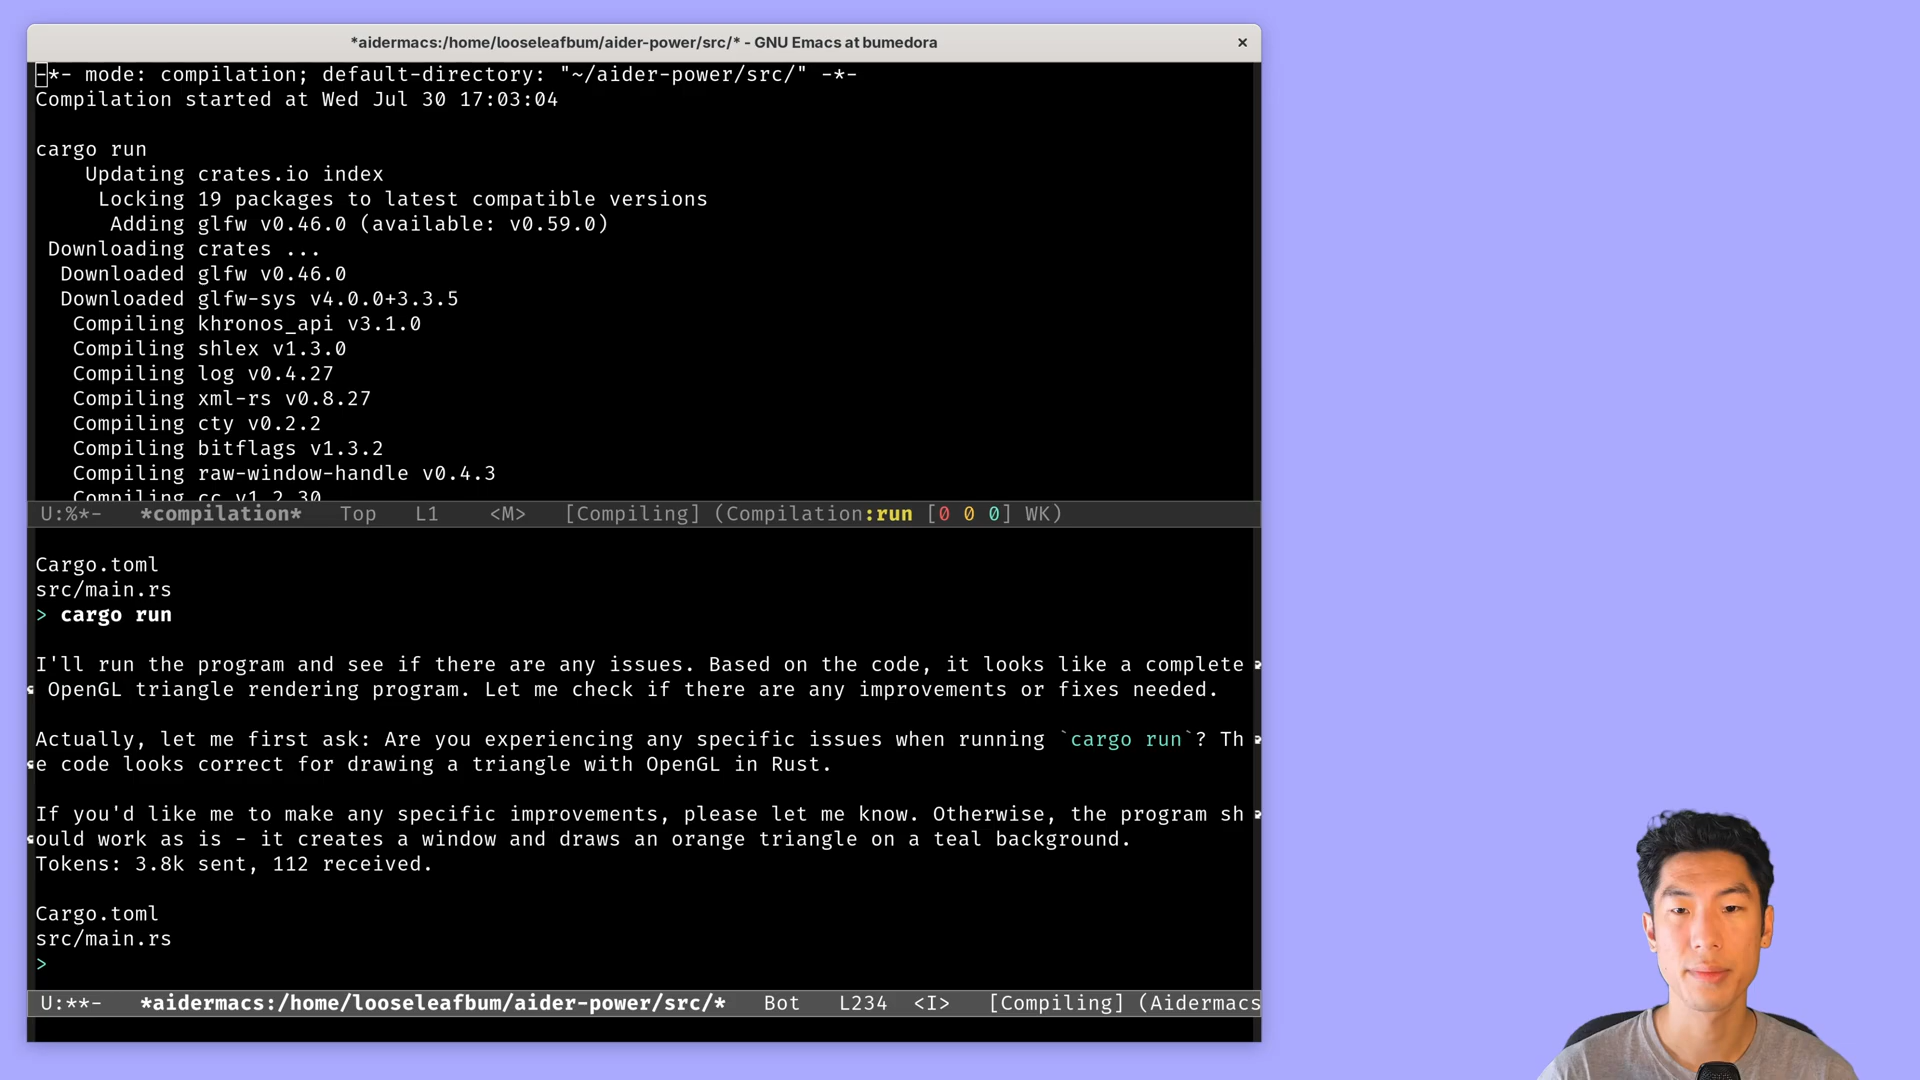 *aidermacs:/home/looseleafbum/aider-power/src/* - GNU Emacs at bumedora
-*- mode: compilation; default-directory: "~/aider-power/src/" -*-
Compilation started at Wed Jul 30 17:03:04
cargo run
Updating crates.io index
Locking 19 packages to latest compatible versions
Adding glfw v0.46.0 (available: v0.59.0)
Downloading crates ...
Downloaded glfw v0.46.0
Downloaded glfw-sys v4.0.0+3.3.5
Compiling khronos_api v3.1.0
Compiling shlex v1.3.0
Compiling log v0.4.27
Compiling xml-rs v0.8.27
Compiling cty v0.2.2
Compiling bitflags v1.3.2
Compiling raw-window-handle v0.4.3
Compiling cc v1.2.30
U:%*- *compilation* Top L1 <M> [Compiling] (Compilation:run [0 0 0] WK)
Cargo.toml
src/main.rs
> cargo run
I'll run the program and see if there are any issues. Based on the code, it looks like a complete
OpenGL triangle rendering program. Let me check if there are any improvements or fixes needed.
Actually, let me first ask: Are you experiencing any specific issues when running `cargo run`? Th
e code looks correct for drawing a triangle with OpenGL in Rust.
If you'd like me to make any specific improvements, please let me know. Otherwise, the program sh
ould work as is - it creates a window and draws an orange triangle on a teal background.
Tokens: 3.8k sent, 112 received.
Cargo.toml
src/main.rs
>
U:**- *aidermacs:/home/looseleafbum/aider-power/src/* Bot L234 <I> [Compiling] (Aidermacs